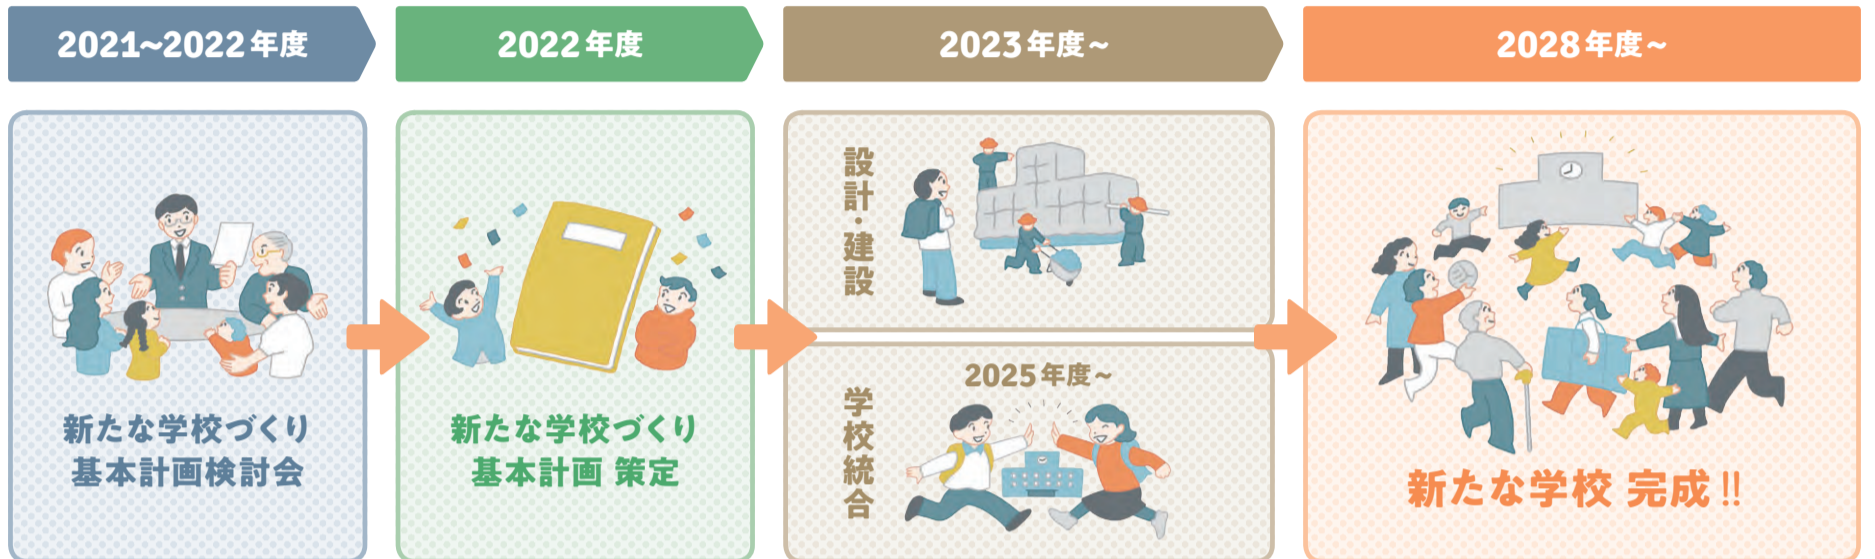 2021~2022年度
新たな学校づくり
基本計画検討会
2022年度
新たな学校づくり
基本計画 策定
2023年度~
設計・建設
2025年度~
学校統合
2028年度~
新たな学校 完成!!